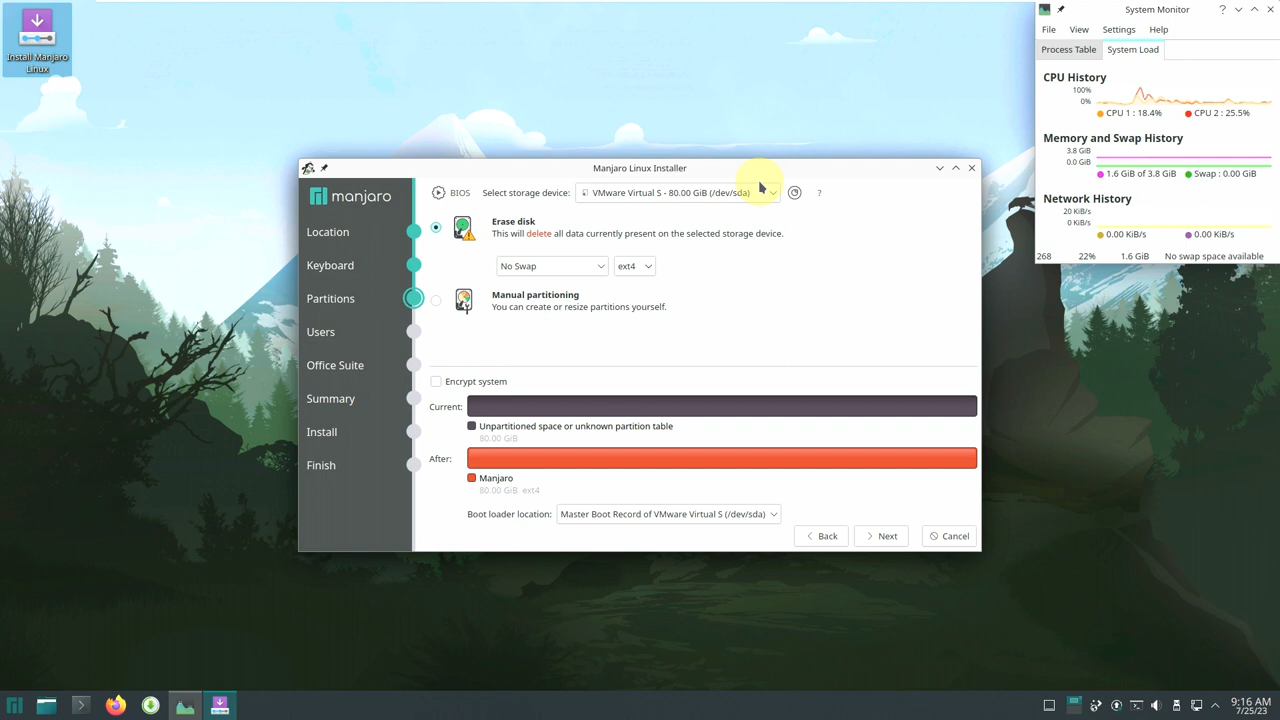 Install Manjaro
Linux
System Monitor
File View Settings Help
Process Table System Load
CPU History
100%
0%
CPU 1 : 18.4% CPU 2 : 25.5%
Memory and Swap History
3.8 GiB
0.0 GiB
1.6 GiB of 3.8 GiB Swap : 0.00 GiB
Network History
20 KiB/s
0 KiB/s
0.00 KiB/s 0.00 KiB/s
268 22% 1.6 GiB No swap space available
Manjaro Linux Installer
manjaro
Location
Keyboard
Partitions
Users
Office Suite
Summary
Install
Finish
BIOS Select storage device: VMware Virtual S - 80.00 GiB (/dev/sda) ?
Erase disk
This will delete all data currently present on the selected storage device.
No Swap ext4
Manual partitioning
You can create or resize partitions yourself.
Encrypt system
Current:
Unpartitioned space or unknown partition table
80.00 GiB
After:
Manjaro
80.00 GiB ext4
Boot loader location: Master Boot Record of VMware Virtual S (/dev/sda)
Back Next Cancel
9:16 AM
7/25/23